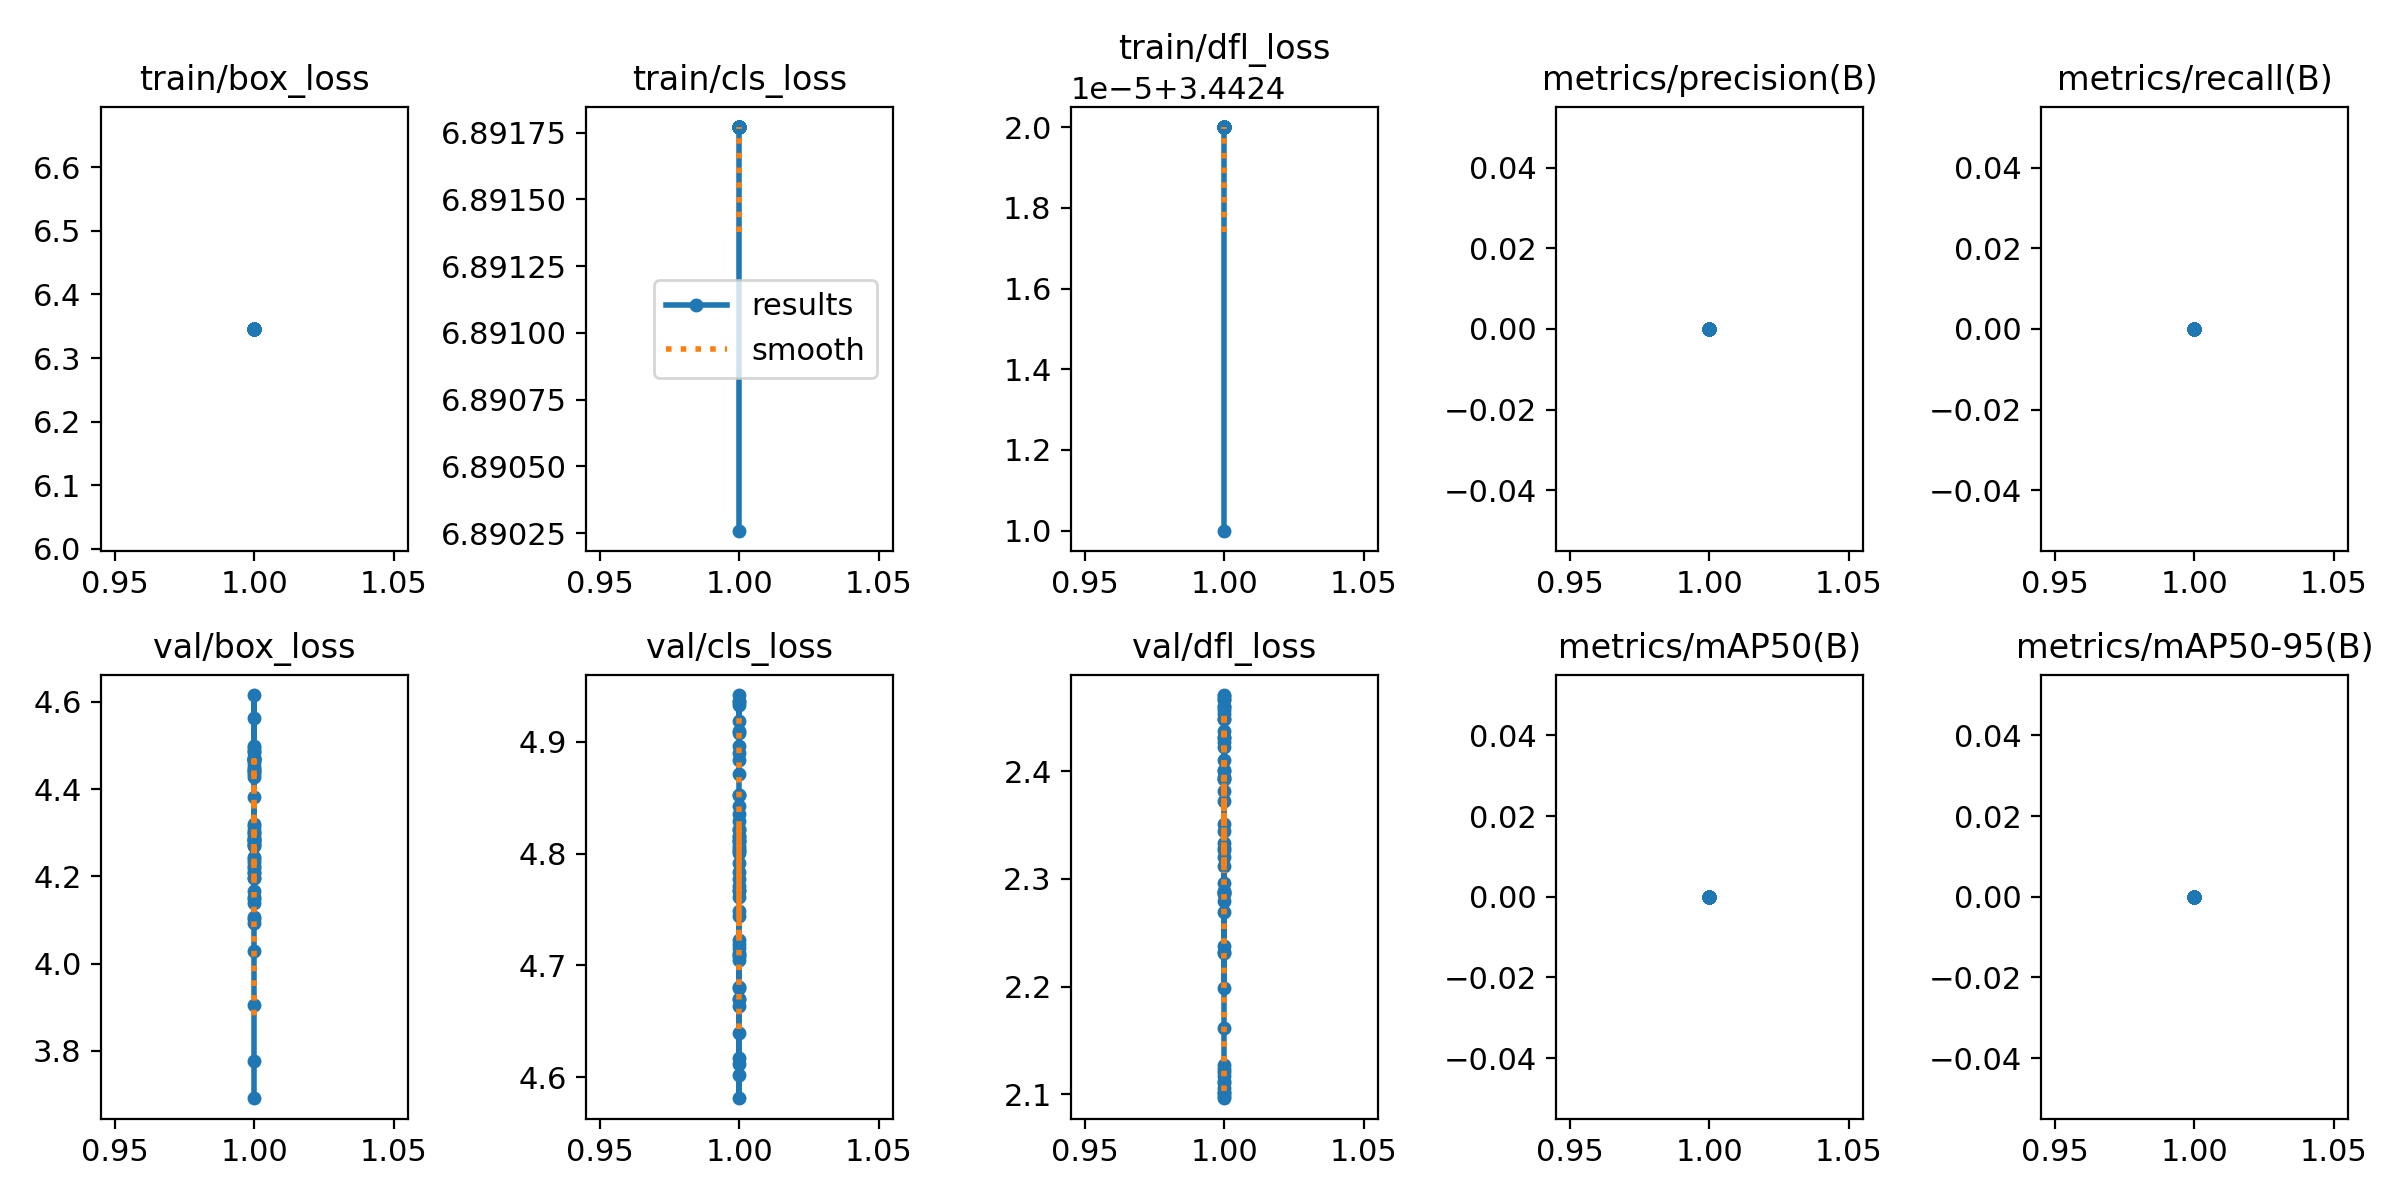 train/box_loss
6.6
6.5
6.4
6.3
6.2
6.1
6.0
0.95 1.00 1.05
train/cls_loss
6.89175
6.89150
6.89125
6.89100
6.89075
6.89050
6.89025
results
smooth
0.95 1.00 1.05
train/dfl_loss
1e−5+3.4424
2.0
1.8
1.6
1.4
1.2
1.0
0.95 1.00 1.05
metrics/precision(B)
0.04
0.02
0.00
−0.02
−0.04
0.95 1.00 1.05
metrics/recall(B)
0.04
0.02
0.00
−0.02
−0.04
0.95 1.00 1.05
val/box_loss
4.6
4.4
4.2
4.0
3.8
0.95 1.00 1.05
val/cls_loss
4.9
4.8
4.7
4.6
0.95 1.00 1.05
val/dfl_loss
2.4
2.3
2.2
2.1
0.95 1.00 1.05
metrics/mAP50(B)
0.04
0.02
0.00
−0.02
−0.04
0.95 1.00 1.05
metrics/mAP50-95(B)
0.04
0.02
0.00
−0.02
−0.04
0.95 1.00 1.05